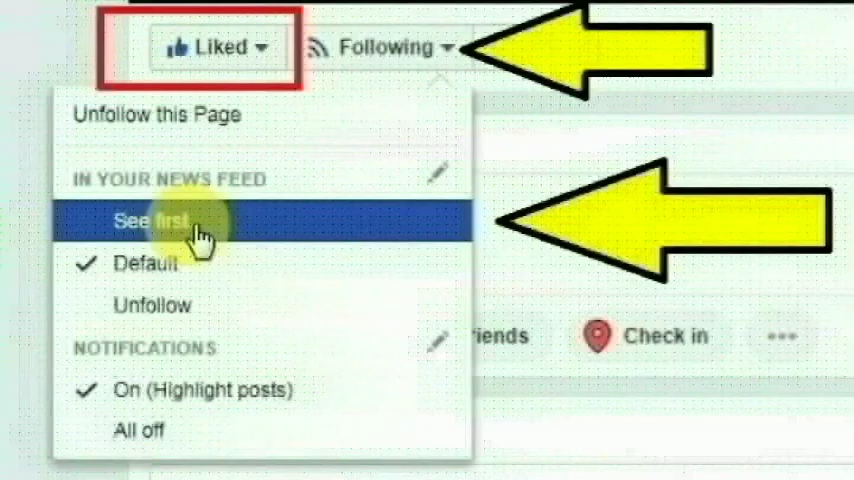 Liked Following
Unfollow this Page
IN YOUR NEWS FEED
See first
Default
Unfollow
riends Check in
NOTIFICATIONS
On (Highlight posts)
All off